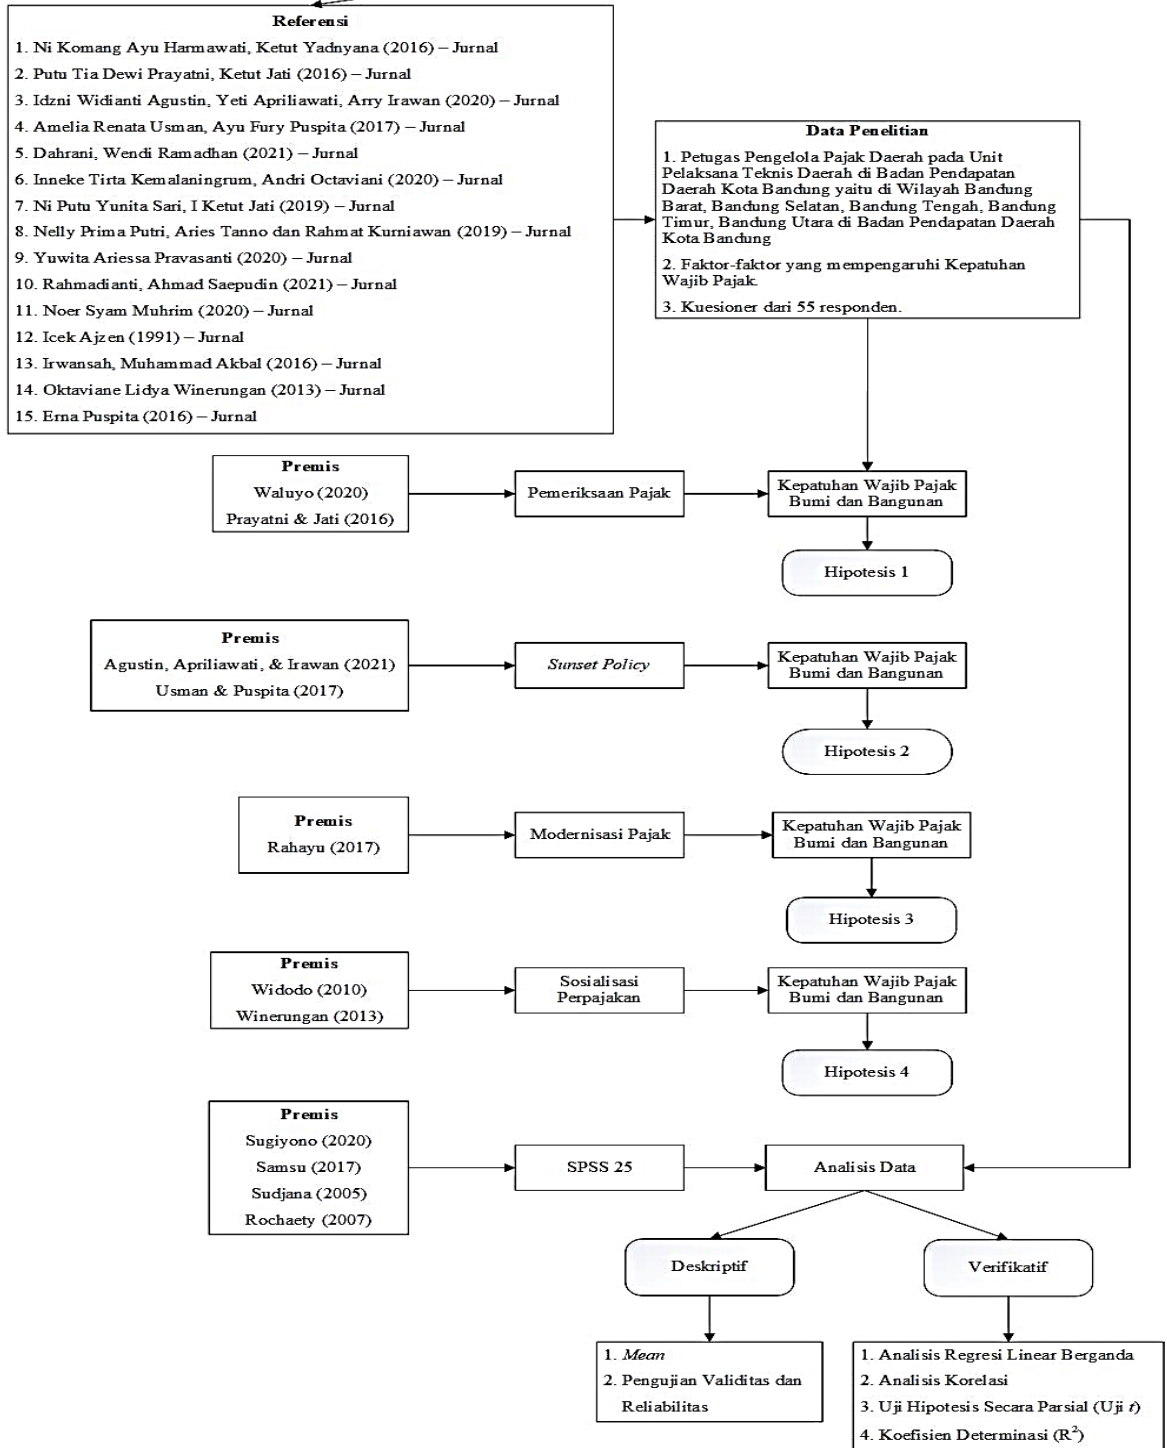 Referensi
1. Ni Komang Ayu Harmawati, Ketut Yadnyana (2016) – Jurnal
2. Putu Tia Dewi Prayatni, Ketut Jati (2016) – Jurnal
3. Idzni Widianti Agustin, Yeti Apriliawati, Arry Irawan (2020) – Jurnal
4. Amelia Renata Usman, Ayu Fury Puspita (2017) – Jurnal
5. Dahrani, Wendi Ramadhan (2021) – Jurnal
6. Inneke Tirta Kemalaningrum, Andri Octaviani (2020) – Jurnal
7. Ni Putu Yunita Sari, I Ketut Jati (2019) – Jurnal
8. Nelly Prima Putri, Aries Tanno dan Rahmat Kurniawan (2019) – Jurnal
9. Yuwita Ariessa Pravasanti (2020) – Jurnal
10. Rahmadianti, Ahmad Saepudin (2021) – Jurnal
11. Noer Syam Muhrim (2020) – Jurnal
12. Icek Ajzen (1991) – Jurnal
13. Irwansah, Muhammad Akbal (2016) – Jurnal
14. Oktaviane Lidya Winerungan (2013) – Jurnal
15. Erna Puspita (2016) – Jurnal
Data Penelitian
1. Petugas Pengelola Pajak Daerah pada Unit
Pelaksana Teknis Daerah di Badan Pendapatan
Daerah Kota Bandung yaitu di Wilayah Bandung
Barat, Bandung Selatan, Bandung Tengah, Bandung
Timur, Bandung Utara di Badan Pendapatan Daerah
Kota Bandung
2. Faktor-faktor yang mempengaruhi Kepatuhan
Wajib Pajak.
3. Kuesioner dari 55 responden.
Premis
Waluyo (2020)
Prayatni & Jati (2016)
Pemeriksaan Pajak
Kepatuhan Wajib Pajak
Bumi dan Bangunan
Hipotesis 1
Premis
Agustin, Apriliawati, & Irawan (2021)
Usman & Puspita (2017)
Sunset Policy
Kepatuhan Wajib Pajak
Bumi dan Bangunan
Hipotesis 2
Premis
Rahayu (2017)
Modernisasi Pajak
Kepatuhan Wajib Pajak
Bumi dan Bangunan
Hipotesis 3
Premis
Widodo (2010)
Winerungan (2013)
Sosialisasi
Perpajakan
Kepatuhan Wajib Pajak
Bumi dan Bangunan
Hipotesis 4
Premis
Sugiyono (2020)
Samsu (2017)
Sudjana (2005)
Rochaety (2007)
SPSS 25
Analisis Data
Deskriptif
Verifikatif
1. Mean
2. Pengujian Validitas dan
Reliabilitas
1. Analisis Regresi Linear Berganda
2. Analisis Korelasi
3. Uji Hipotesis Secara Parsial (Uji t)
4. Koefisien Determinasi (R²)